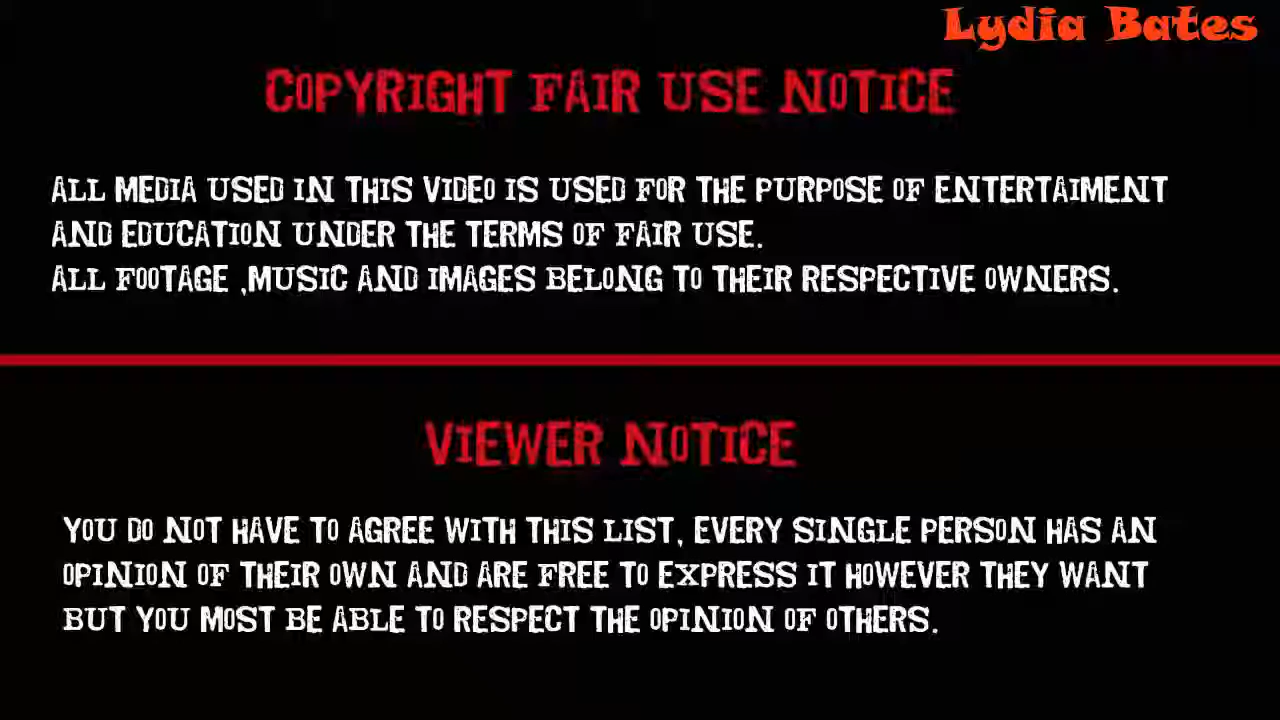 Lydia Bates
COPYRIGHT FAIR USE NOTICE
ALL MEDIA USED IN THIS VIDEO IS USED FOR THE PURPOSE OF ENTERTAIMENT
AND EDUCATION UNDER THE TERMS OF FAIR USE.
ALL FOOTAGE ,MUSIC AND IMAGES BELONG TO THEIR RESPECTIVE OWNERS.
VIEWER NOTICE
YOU DO NOT HAVE TO AGREE WITH THIS LIST, EVERY SINGLE PERSON HAS AN
OPINION OF THEIR OWN AND ARE FREE TO EXPRESS IT HOWEVER THEY WANT
BUT YOU MOST BE ABLE TO RESPECT THE OPINION OF OTHERS.